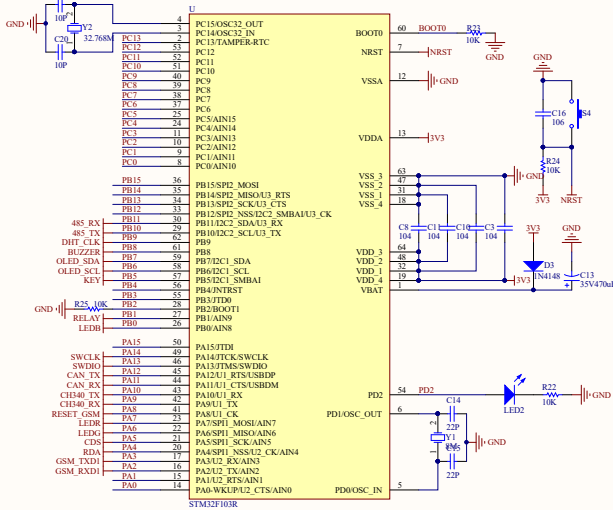 U
10P
GND
Y2
32.768M
C20
10P
4 PC15/OSC32_OUT
3 PC14/OSC32_IN
PC13 2 PC13/TAMPER-RTC
PC12 53 PC12
PC11 52 PC11
PC10 51 PC10
PC9 40 PC9
PC8 39 PC8
PC7 38 PC7
PC6 37 PC6
PC5 25 PC5/AIN15
PC4 24 PC4/AIN14
PC3 11 PC3/AIN13
PC2 10 PC2/AIN12
PC1 9 PC1/AIN11
PC0 8 PC0/AIN10
PB15 36 PB15/SPI2_MOSI
PB14 35 PB14/SPI2_MISO/U3_RTS
PB13 34 PB13/SPI2_SCK/U3_CTS
PB12 33 PB12/SPI2_NSS/I2C2_SMBAI/U3_CK
485_RX PB11 30 PB11/I2C2_SDA/U3_RX
485_TX PB10 29 PB10/I2C2_SCL/U3_TX
DHT_CLK PB9 62 PB9
BUZZER PB8 61 PB8
OLED_SDA PB7 59 PB7/I2C1_SDA
OLED_SCL PB6 58 PB6/I2C1_SCL
KEY PB5 57 PB5/I2C1_SMBAI
PB4 56 PB4/JNTRST
PB3 55 PB3/JTD0
GND R25 10K PB2 28 PB2/BOOT1
RELAY PB1 27 PB1/AIN9
LEDB PB0 26 PB0/AIN8
PA15 50 PA15/JTDI
SWCLK PA14 49 PA14/JTCK/SWCLK
SWDIO PA13 46 PA13/JTMS/SWDIO
CAN_TX PA12 45 PA12/U1_RTS/USBDP
CAN_RX PA11 44 PA11/U1_CTS/USBDM
CH340_TX PA10 43 PA10/U1_RX
CH340_RX PA9 42 PA9/U1_TX
RESET_GSM PA8 41 PA8/U1_CK
LEDR PA7 23 PA7/SPI1_MOSI/AIN7
LEDG PA6 22 PA6/SPI1_MISO/AIN6
CDS PA5 21 PA5/SPI1_SCK/AIN5
RDA PA4 20 PA4/SPI1_NSS/U2_CK/AIN4
GSM_TXD1 PA3 17 PA3/U2_RX/AIN3
GSM_RXD1 PA2 16 PA2/U2_TX/AIN2
PA1 15 PA1/U2_RTS/AIN1
PA0 14 PA0-WKUP/U2_CTS/AIN0
STM32F103R
BOOT0 60 BOOT0
R23
10K
GND
NRST 7 NRST
VSSA 12 GND
VDDA 13 3V3
VSS_3 63
VSS_2 47
VSS_1 31
VSS_4 18
GND
C8
104
C11
104
C10
104
C3
104
VDD_3 64
VDD_2 48
VDD_1 32
VDD_4 19
VBAT 1
3V3
GND
C16
106
S4
R24
10K
3V3
NRST
3V3
GND
D3
1N4148
C13
35V470uF
PD2 54 PD2
LED2
R22
10K
GND
PD1/OSC_OUT 6
C14
22P
2
Y1
8M
1
GND
22P
PD0/OSC_IN 5